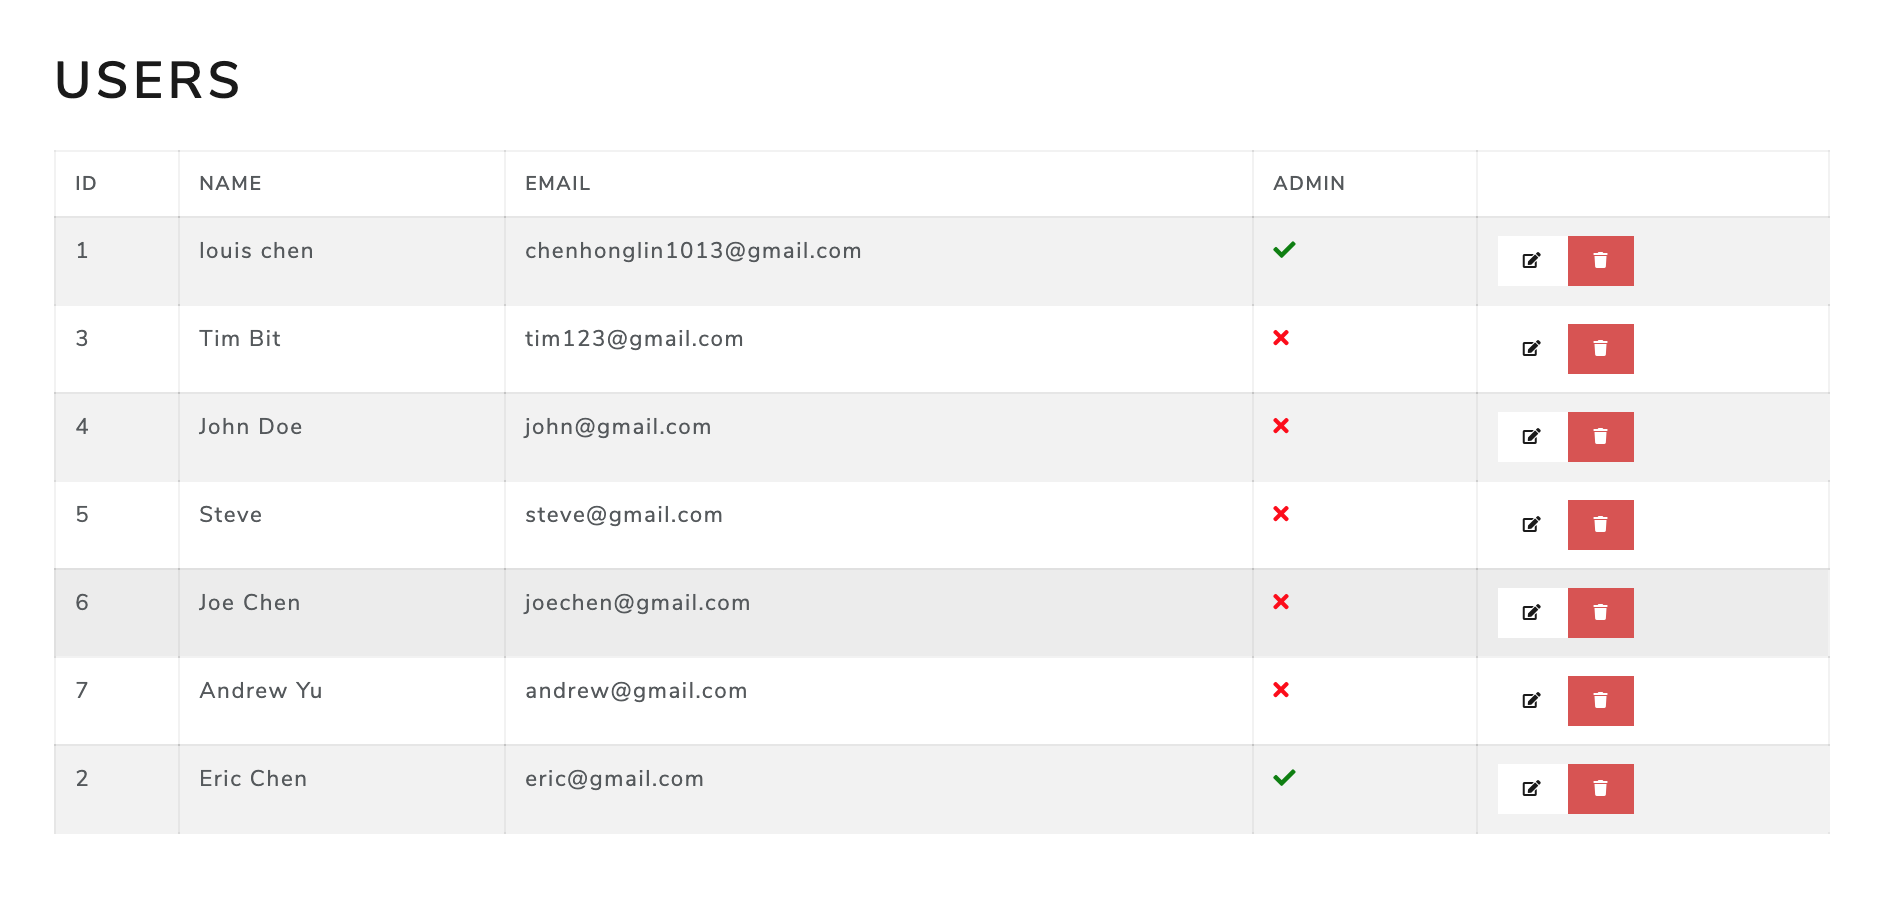 USERS
ID NAME EMAIL ADMIN
1 louis chen chenhonglin1013@gmail.com
3 Tim Bit tim123@gmail.com
4 John Doe john@gmail.com
5 Steve steve@gmail.com
6 Joe Chen joechen@gmail.com
7 Andrew Yu andrew@gmail.com
2 Eric Chen eric@gmail.com